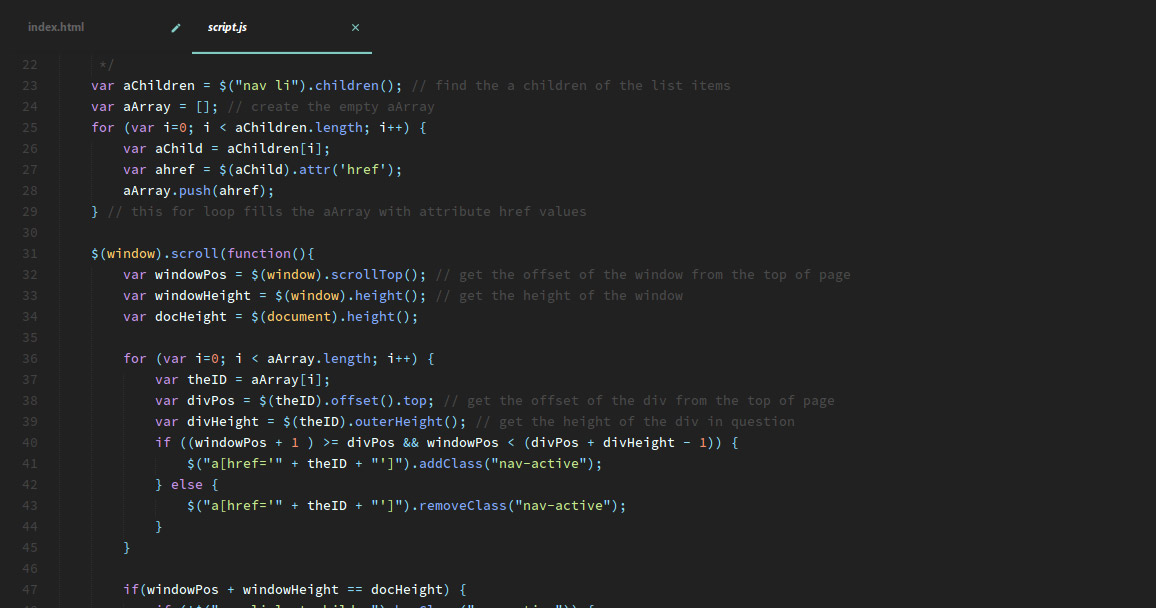 index.html
script.js
22 */
23 var aChildren = $("nav li").children(); // find the a children of the list items
24 var aArray = []; // create the empty aArray
25 for (var i=0; i < aChildren.length; i++) {
26 var aChild = aChildren[i];
27 var ahref = $(aChild).attr('href');
28 aArray.push(ahref);
29 } // this for loop fills the aArray with attribute href values
30
31 $(window).scroll(function(){
32 var windowPos = $(window).scrollTop(); // get the offset of the window from the top of page
33 var windowHeight = $(window).height(); // get the height of the window
34 var docHeight = $(document).height();
35
36 for (var i=0; i < aArray.length; i++) {
37 var theID = aArray[i];
38 var divPos = $(theID).offset().top; // get the offset of the div from the top of page
39 var divHeight = $(theID).outerHeight(); // get the height of the div in question
40 if ((windowPos + 1 ) >= divPos && windowPos < (divPos + divHeight - 1)) {
41 $("a[href='" + theID + "']").addClass("nav-active");
42 } else {
43 $("a[href='" + theID + "']").removeClass("nav-active");
44 }
45 }
46
47 if(windowPos + windowHeight == docHeight) {